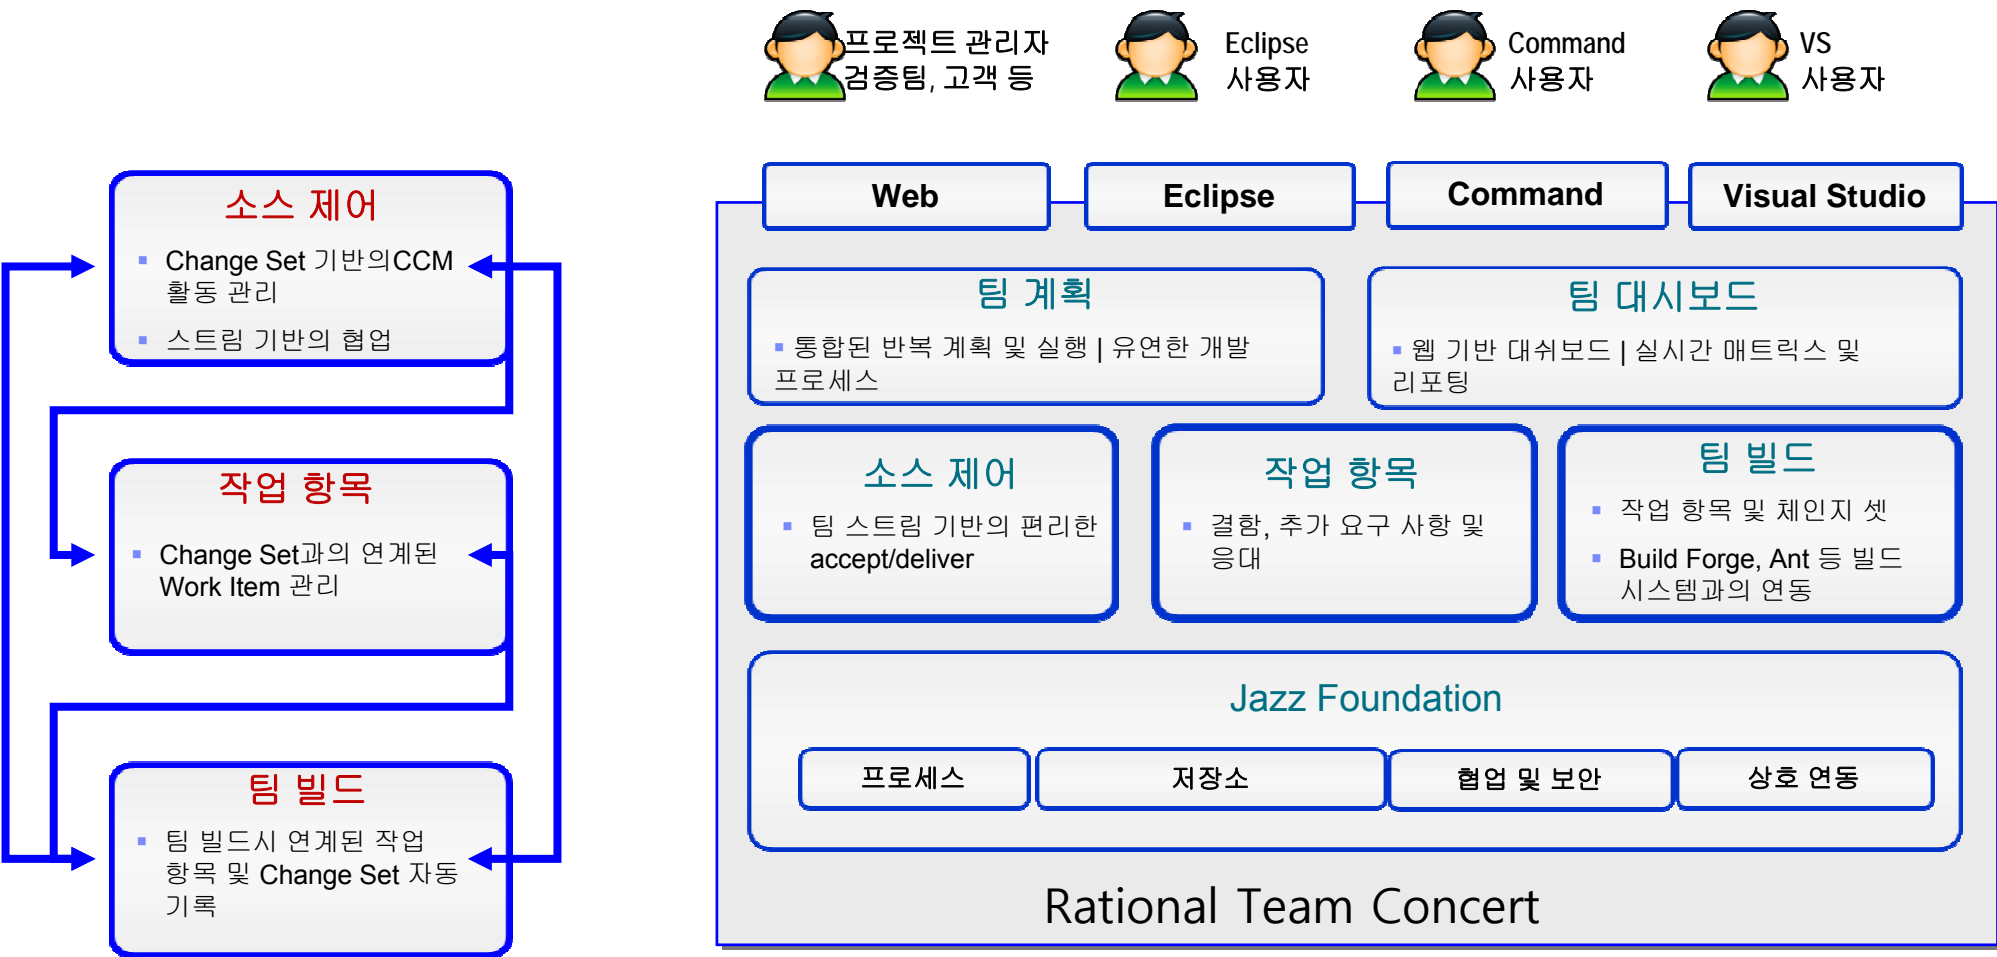 프로젝트 관리자
검증팀, 고객 등
Eclipse
사용자
Command
사용자
VS
사용자
소스 제어
Change Set 기반의CCM
활동 관리
스트림 기반의 협업
작업 항목
Change Set과의 연계된
Work Item 관리
팀 빌드
팀 빌드시 연계된 작업
항목 및 Change Set 자동
기록
Web
Eclipse
Command
Visual Studio
팀 계획
통합된 반복 계획 및 실행 | 유연한 개발
프로세스
팀 대시보드
웹 기반 대쉬보드 | 실시간 매트릭스 및
리포팅
소스 제어
팀 스트림 기반의 편리한
accept/deliver
작업 항목
결함, 추가 요구 사항 및
응대
팀 빌드
작업 항목 및 체인지 셋
Build Forge, Ant 등 빌드
시스템과의 연동
Jazz Foundation
프로세스
저장소
협업 및 보안
상호 연동
Rational Team Concert